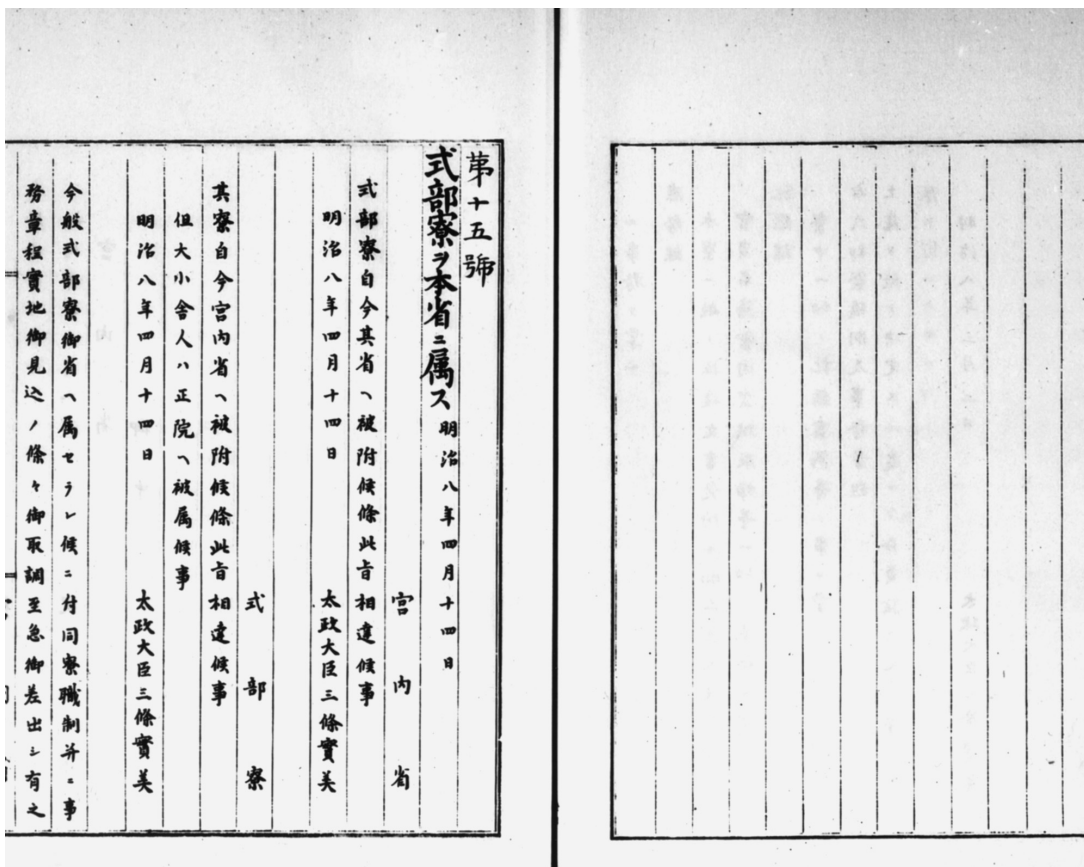 第十五號
式部寮ヲ本省ニ属ス 明治八年四月十四日
宮内省
式部寮自今其省ヘ被附候條此旨相達候事
明治八年四月十四日 太政大臣三條實美
式部寮
其寮自今宮内省ヘ被附候條此旨相達候事
但大小舎人ハ正院ヘ被属候事
明治八年四月十四日 太政大臣三條實美
今般式部寮御省ヘ属セラレ候ニ付同寮職制并ニ事
務章程實地御見込ノ條々御取調至急御差出シ有之